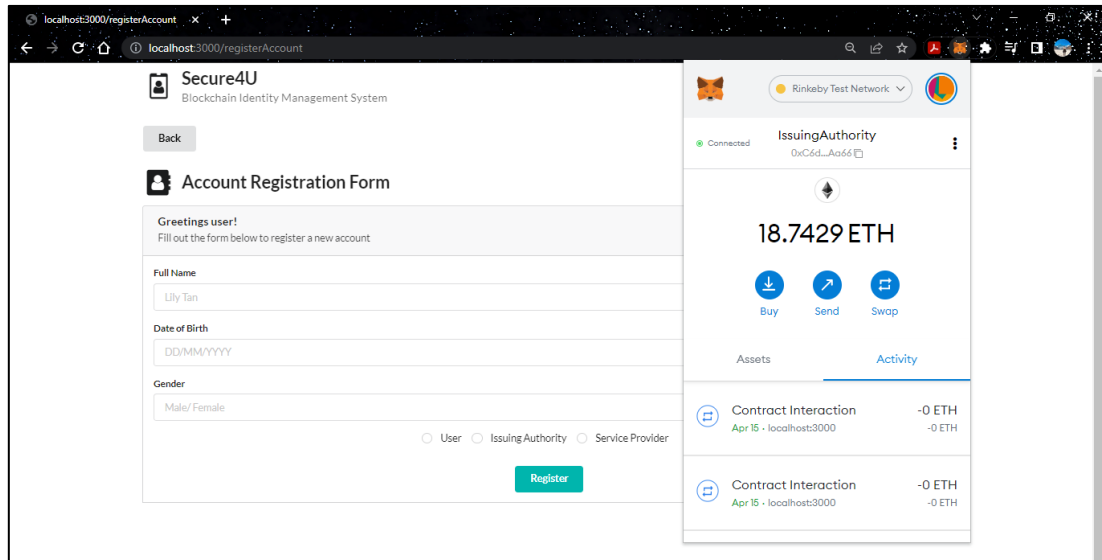 localhost:3000/registerAccount
localhost:3000/registerAccount
Secure4U
Blockchain Identity Management System
Back
Account Registration Form
Greetings user!
Fill out the form below to register a new account
Full Name
Lily Tan
Date of Birth
DD/MM/YYYY
Gender
Male/ Female
User Issuing Authority Service Provider
Register
Rinkeby Test Network
Connected
IssuingAuthority
0xC6d...Aa66
18.7429 ETH
Buy Send Swap
Assets Activity
Contract Interaction -0 ETH
Apr 15 · localhost:3000 -0 ETH
Contract Interaction -0 ETH
Apr 15 · localhost:3000 -0 ETH